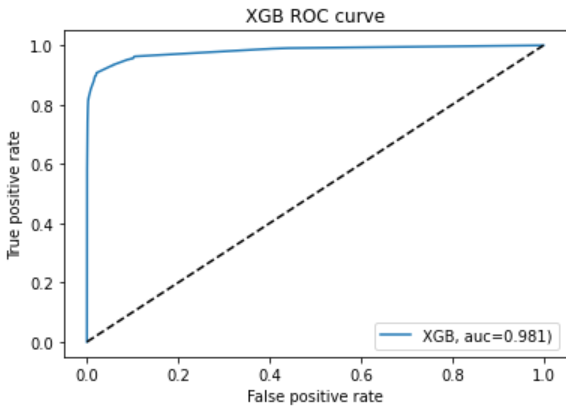 XGB ROC curve
1.0
0.8
0.6
0.4
0.2
0.0
True positive rate
XGB, auc=0.981)
0.0 0.2 0.4 0.6 0.8 1.0
False positive rate